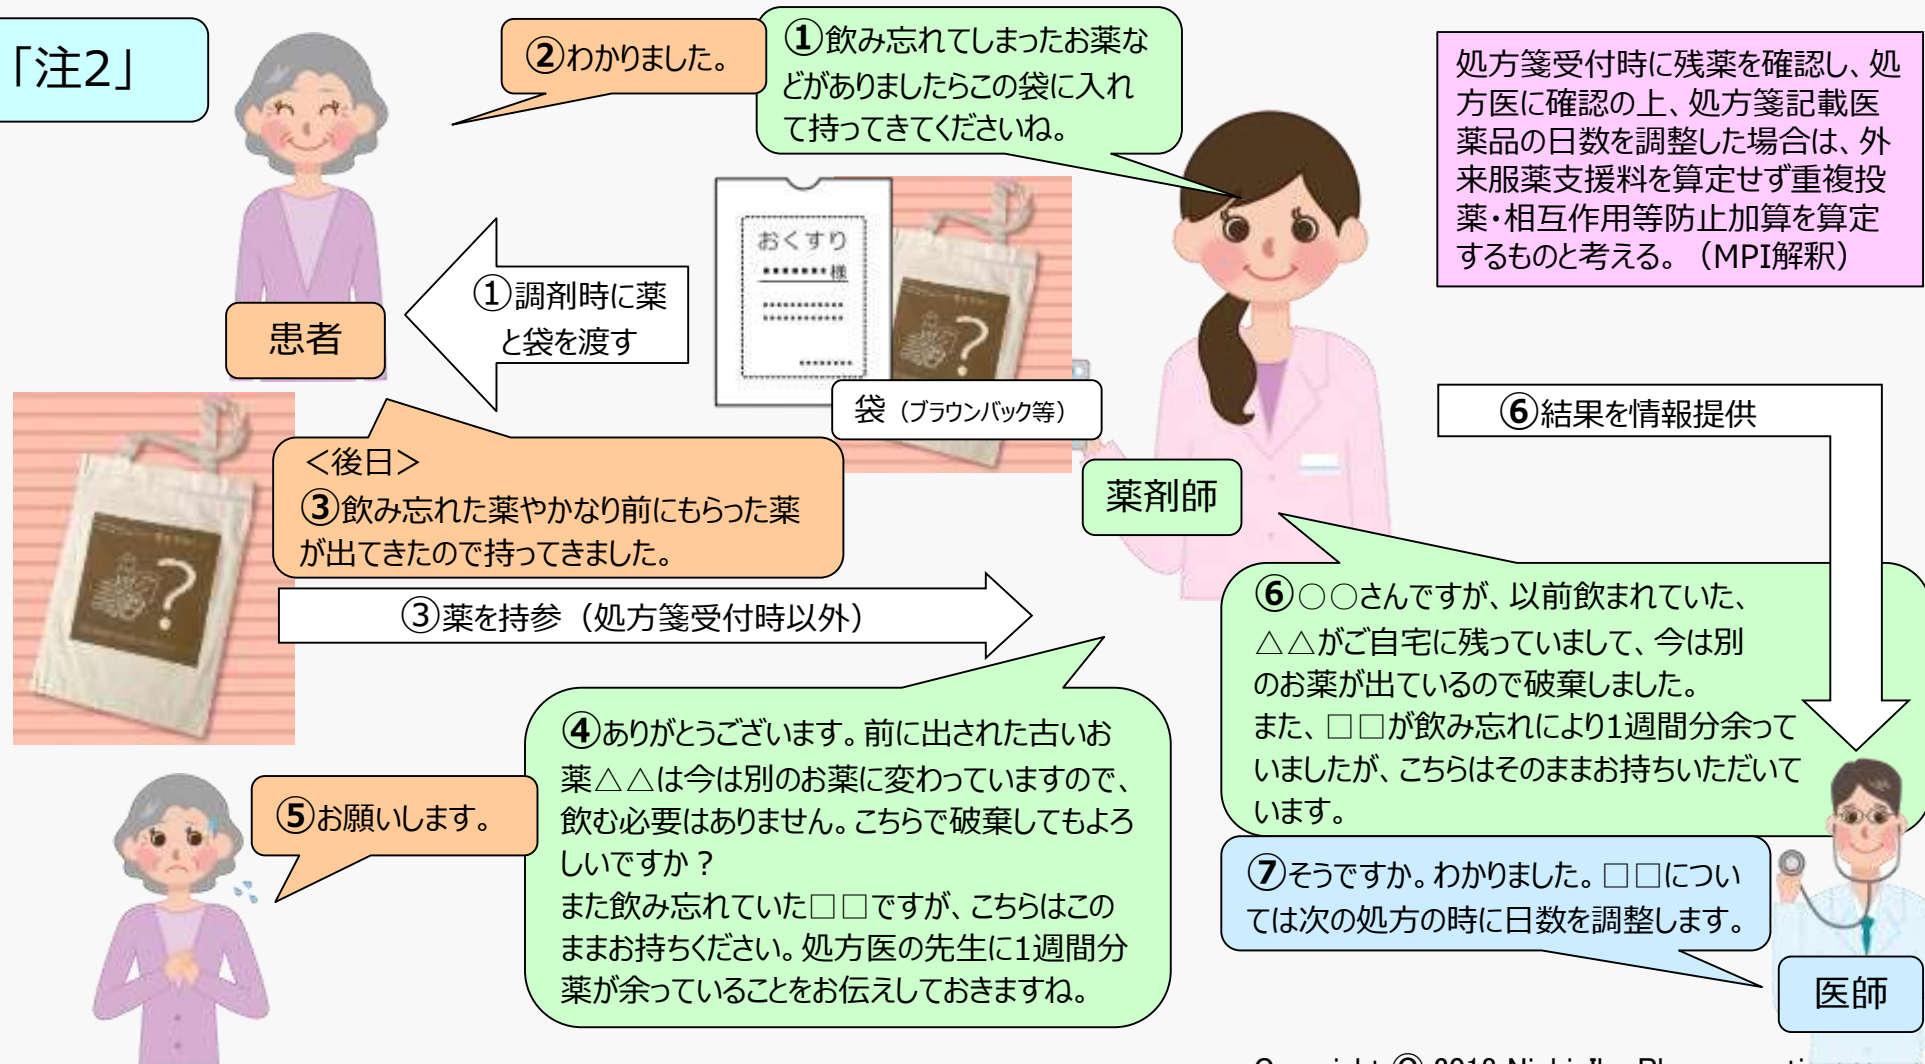 「注2」
②わかりました。
①飲み忘れてしまったお薬な
どがありましたらこの袋に入れ
て持ってきてくださいね。
処方箋受付時に残薬を確認し、処
方医に確認の上、処方箋記載医
薬品の日数を調整した場合は、外
来服薬支援料を算定せず重複投
薬・相互作用等防止加算を算定
するものと考える。（MPI解釈）
おくすり
様
①調剤時に薬
と袋を渡す
患者
袋（ブラウンバック等）
薬剤師
⑥結果を情報提供
＜後日＞
③飲み忘れた薬やかなり前にもらった薬
が出てきたので持ってきました。
③薬を持参（処方箋受付時以外）
④ありがとうございます。前に出された古いお
薬△△は今は別のお薬に変わっていますので、
飲む必要はありません。こちらで破棄してもよろ
しいですか？
また飲み忘れていた□□ですが、こちらはこの
ままお持ちください。処方医の先生に1週間分
薬が余っていることをお伝えしておきますね。
⑤お願いします。
⑥○○さんですが、以前飲まれていた、
△△がご自宅に残っていまして、今は別
のお薬が出ているので破棄しました。
また、□□が飲み忘れにより1週間分余って
いましたが、こちらはそのままお持ちいただいて
います。
⑦そうですか。わかりました。□□につい
ては次の処方の時に日数を調整します。
医師